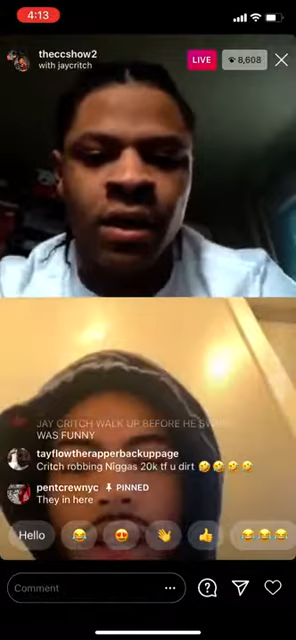 4:13
theccshow2
with jaycritch
LIVE
8,608
JAY CRITCH WALK UP BEFORE HE
WAS FUNNY
tayflowtherapperbackuppage
Critch robbing Niggas 20k tf u dirt 🤣🤣🤣🤣
pentcrewnyc PINNED
They in here
Hello 😂 😍 👋 👍 😂😂😂
Comment